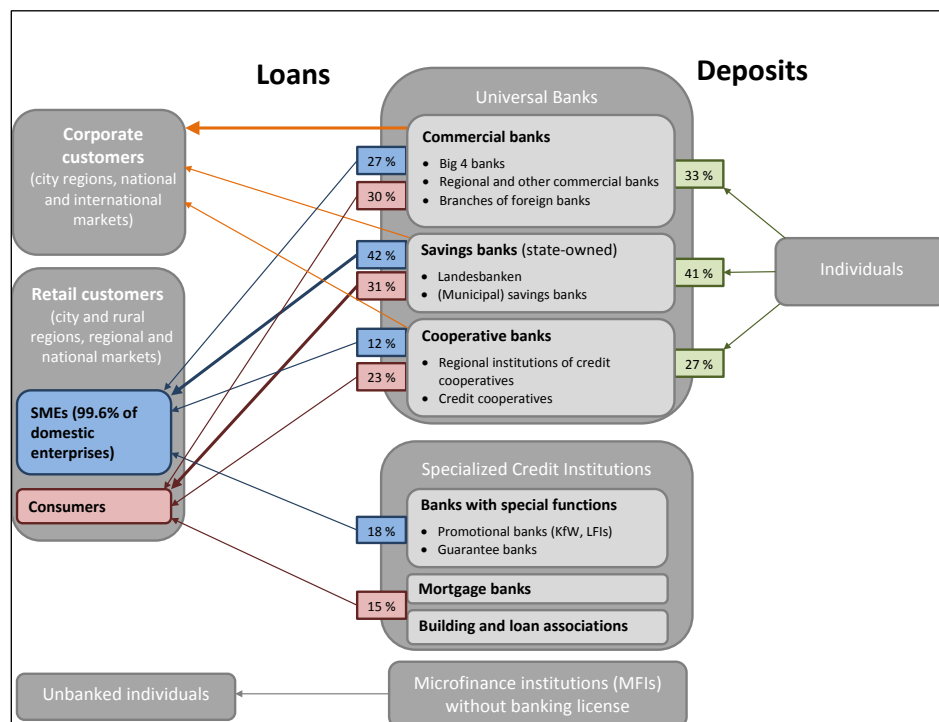 Loans
Deposits
Universal Banks
Corporate
customers
(city regions, national
and international
markets)
Commercial banks
• Big 4 banks
• Regional and other commercial banks
• Branches of foreign banks
27 %
30 %
33 %
Savings banks (state-owned)
• Landesbanken
• (Municipal) savings banks
42 %
31 %
41 %
Individuals
Retail customers
(city and rural
regions, regional and
national markets)
Cooperative banks
• Regional institutions of credit
cooperatives
• Credit cooperatives
12 %
23 %
27 %
SMEs (99.6% of
domestic
enterprises)
Consumers
Specialized Credit Institutions
Banks with special functions
• Promotional banks (KfW, LFIs)
• Guarantee banks
18 %
Mortgage banks
15 %
Building and loan associations
Unbanked individuals
Microfinance institutions (MFIs)
without banking license